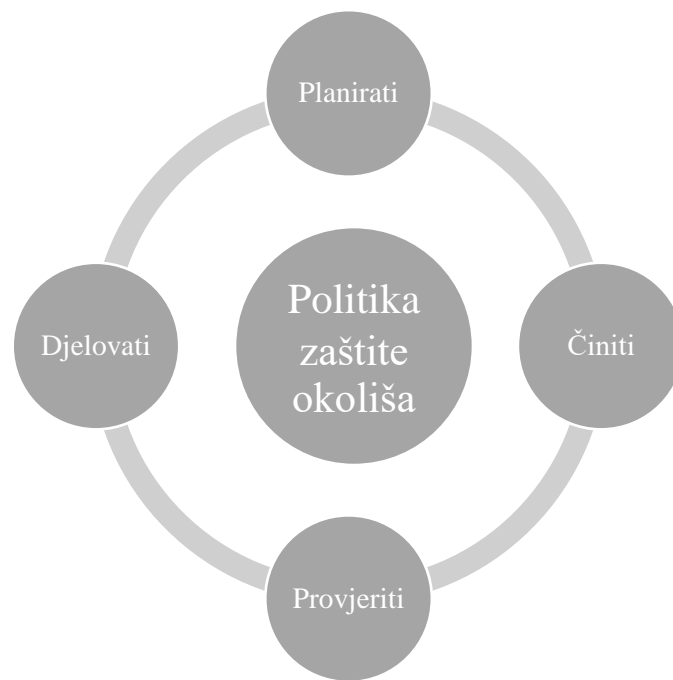 Planirati
Politika
zaštite
okoliša
Djelovati
Činiti
Provjeriti